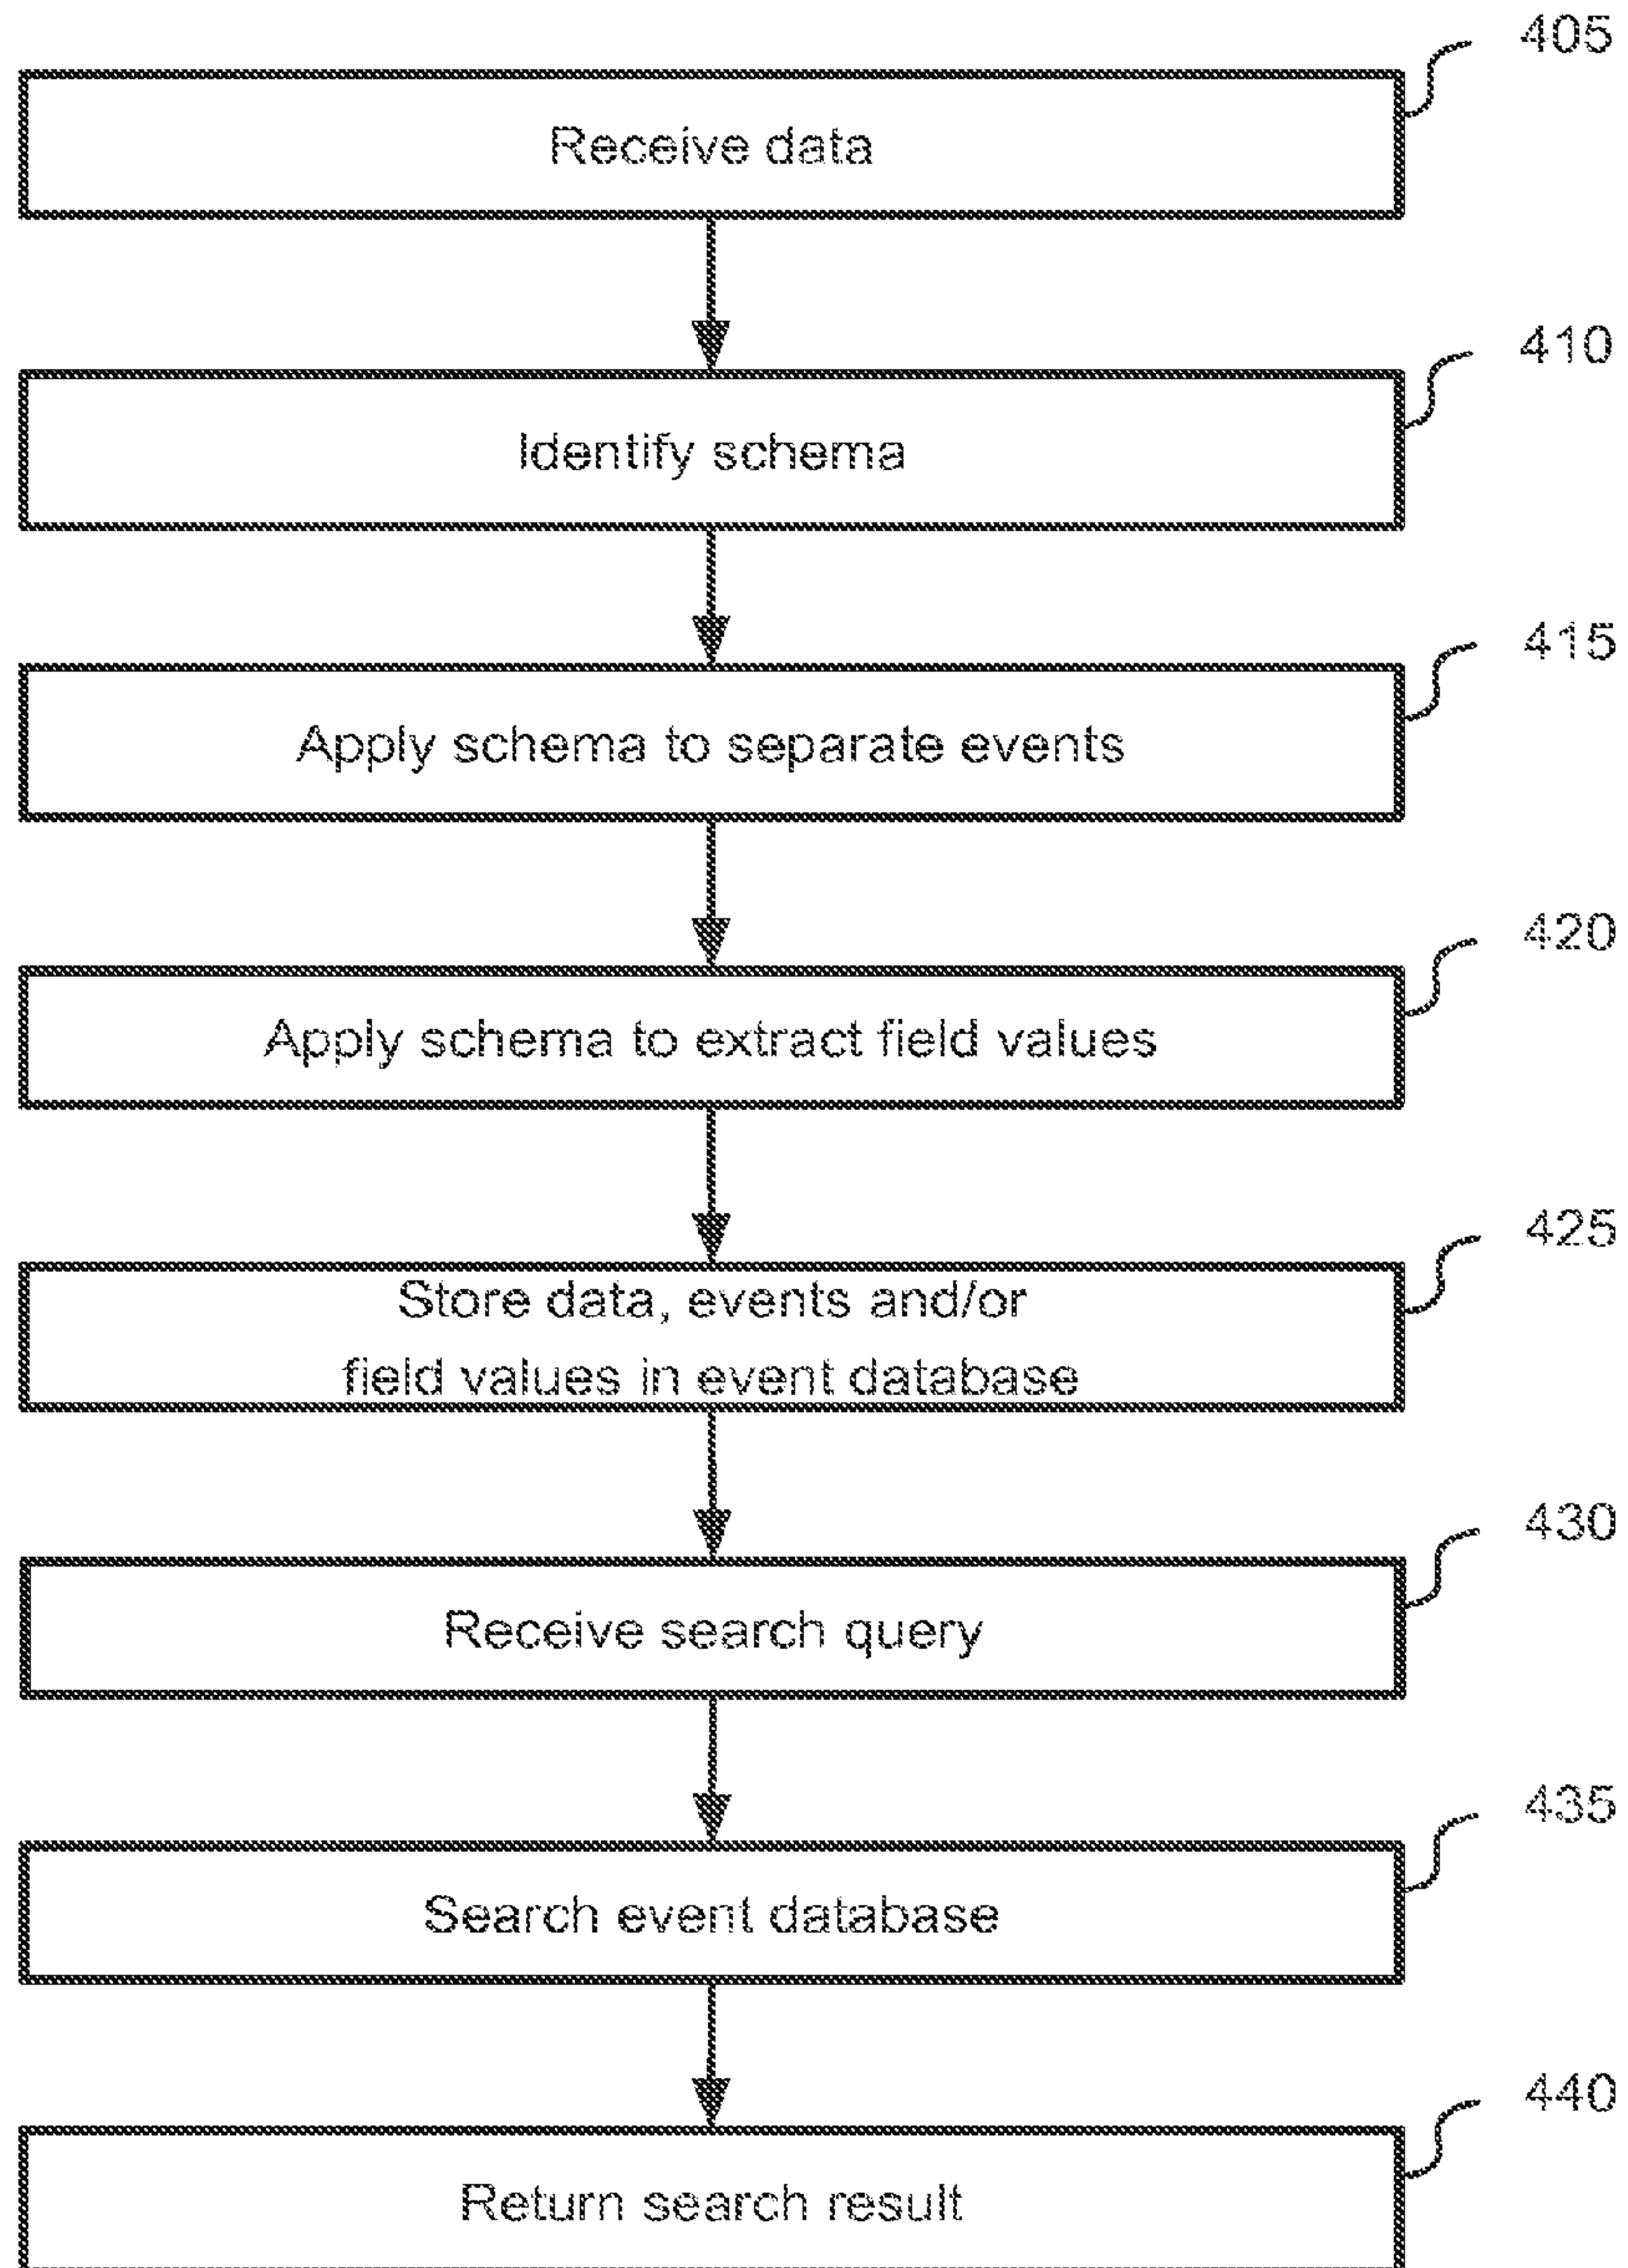 405
Receive data
410
Identify schema
415
Apply schema to separate events
420
Apply schema to extract field values
425
Store data, events and/or
field values in event database
430
Receive search query
435
Search event database
440
Return search result